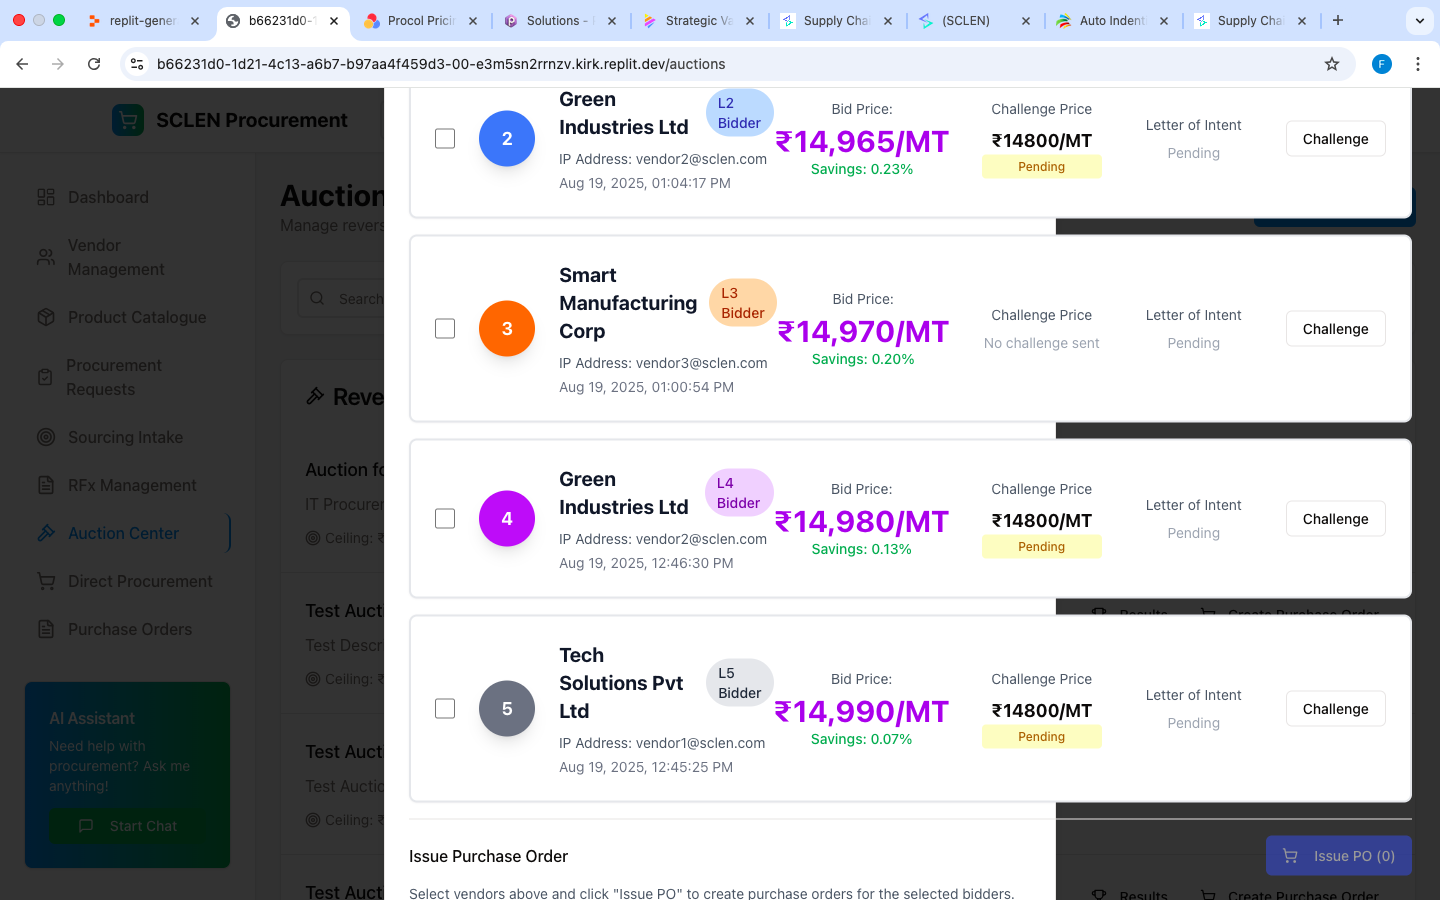 replit-gener
b66231d0-1
Procol Pricin
Solutions -
Strategic Va
Supply Chai
(SCLEN)
Auto Indent
Supply Chai
b66231d0-1d21-4c13-a6b7-b97aa4f459d3-00-e3m5sn2rrnzv.kirk.replit.dev/auctions
F
SCLEN Procurement
Dashboard
Vendor
Management
Product Catalogue
Procurement
Requests
Sourcing Intake
RFx Management
Auction Center
Direct Procurement
Purchase Orders
AI Assistant
Need help with
procurement? Ask me
anything!
Start Chat
Auction
Manage revers
Search
Reve
Auction fo
IT Procurer
Ceiling: ₹
Test Aucti
Test Descr
Ceiling: ₹
Test Aucti
Test Auctio
Ceiling: ₹
Test Aucti
2
Green
Industries Ltd
L2
Bidder
IP Address: vendor2@sclen.com
Aug 19, 2025, 01:04:17 PM
Bid Price:
₹14,965/MT
Savings: 0.23%
Challenge Price
₹14800/MT
Pending
Letter of Intent
Pending
Challenge
3
Smart
Manufacturing
Corp
L3
Bidder
IP Address: vendor3@sclen.com
Aug 19, 2025, 01:00:54 PM
Bid Price:
₹14,970/MT
Savings: 0.20%
Challenge Price
No challenge sent
Letter of Intent
Pending
Challenge
4
Green
Industries Ltd
L4
Bidder
IP Address: vendor2@sclen.com
Aug 19, 2025, 12:46:30 PM
Bid Price:
₹14,980/MT
Savings: 0.13%
Challenge Price
₹14800/MT
Pending
Letter of Intent
Pending
Challenge
Results
Create Purchase Order
5
Tech
Solutions Pvt
Ltd
L5
Bidder
IP Address: vendor1@sclen.com
Aug 19, 2025, 12:45:25 PM
Bid Price:
₹14,990/MT
Savings: 0.07%
Challenge Price
₹14800/MT
Pending
Letter of Intent
Pending
Challenge
Issue Purchase Order
Issue PO (0)
Select vendors above and click "Issue PO" to create purchase orders for the selected bidders.
Results
Create Purchase Order